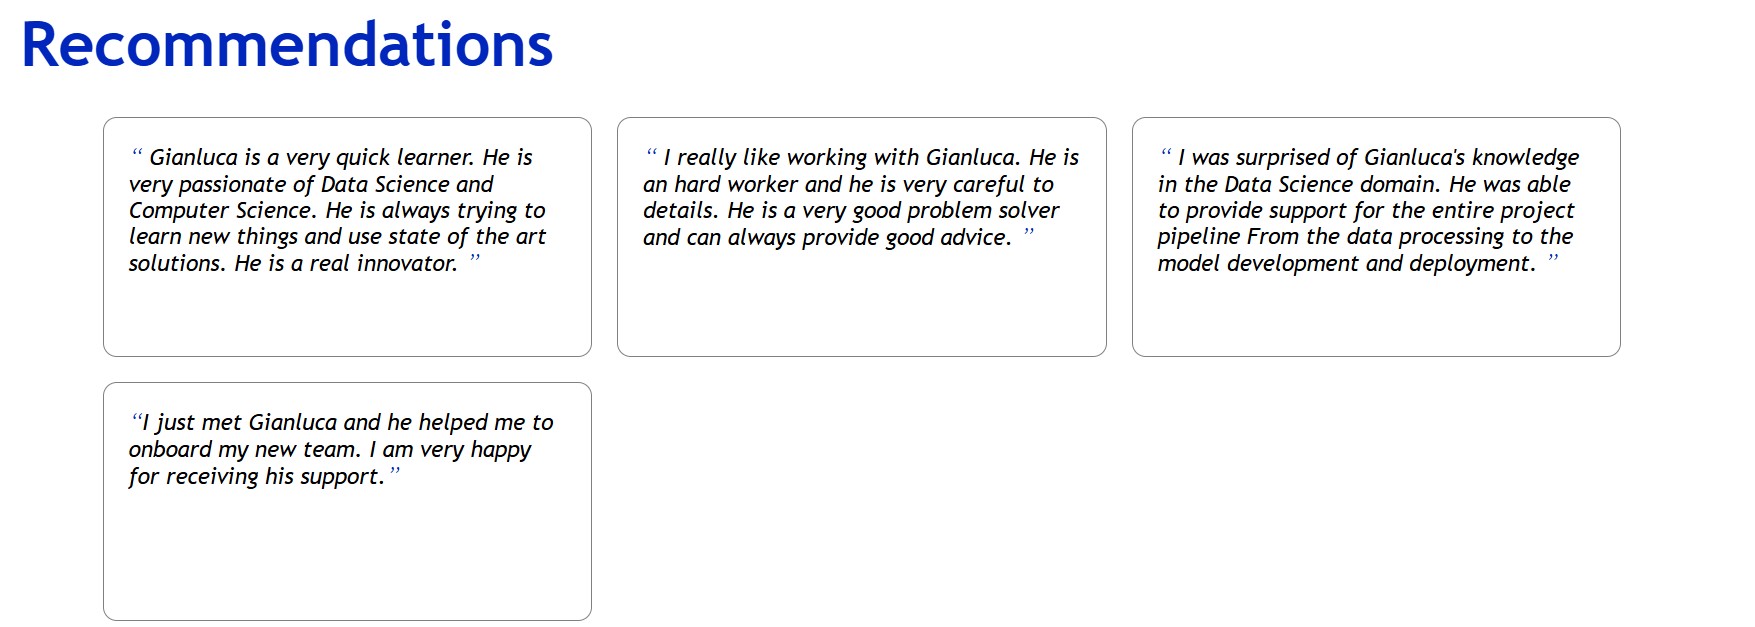 Recommendations
“ Gianluca is a very quick learner. He is
very passionate of Data Science and
Computer Science. He is always trying to
learn new things and use state of the art
solutions. He is a real innovator. ”
“ I really like working with Gianluca. He is
an hard worker and he is very careful to
details. He is a very good problem solver
and can always provide good advice. ”
“ I was surprised of Gianluca's knowledge
in the Data Science domain. He was able
to provide support for the entire project
pipeline From the data processing to the
model development and deployment. ”
“I just met Gianluca and he helped me to
onboard my new team. I am very happy
for receiving his support.”